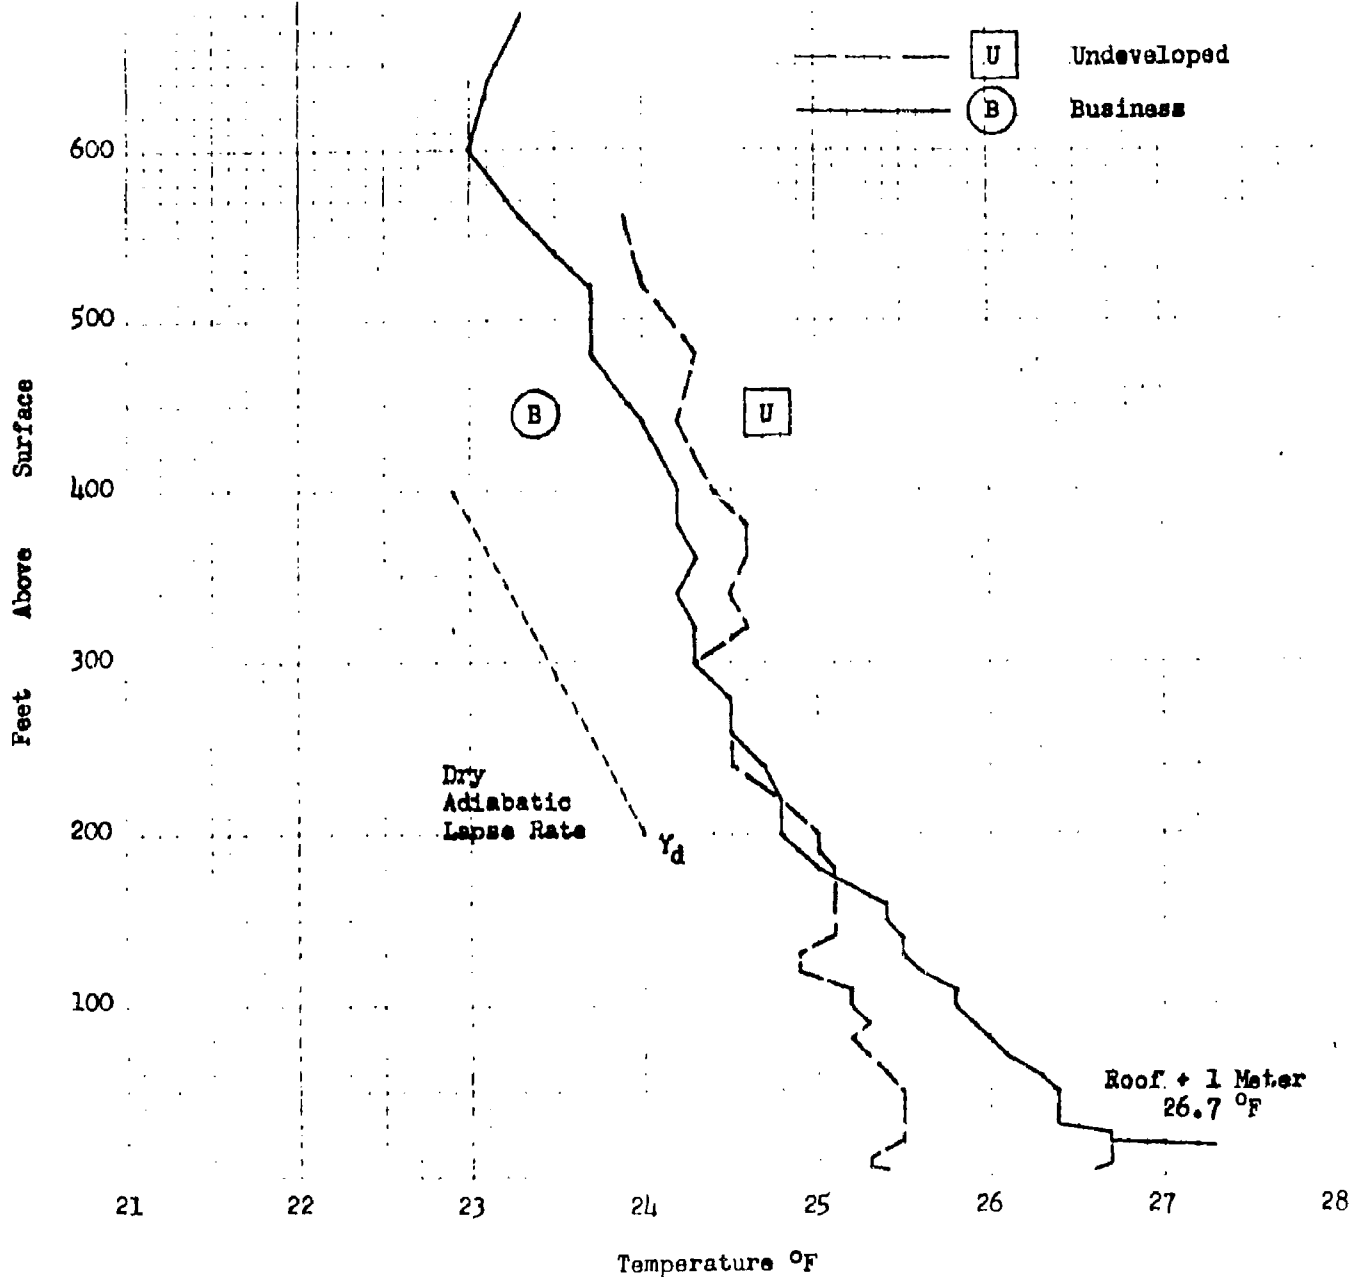 U Undeveloped
B Business
600
500
400
300
200
100
Feet Above Surface
B
U
Dry
Adiabatic
Lapse Rate
γd
Roof + 1 Meter
26.7 °F
21 22 23 24 25 26 27 28
Temperature °F